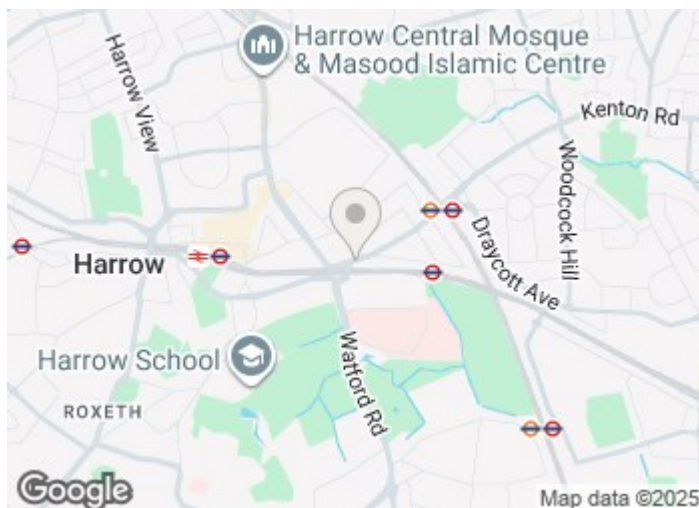 Harrow Central Mosque
& Masood Islamic Centre
Harrow View
Kenton Rd
Woodcock Hill
Draycott Ave
Harrow
Watford Rd
Harrow School
ROXETH
Google
Map data ©2025